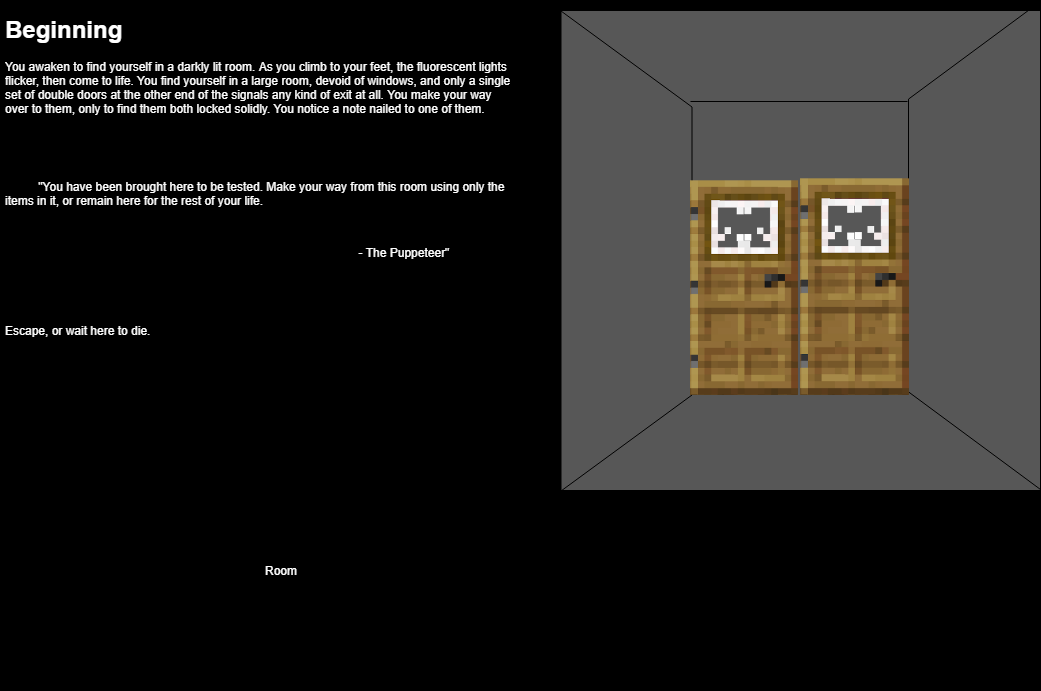 Beginning
You awaken to find yourself in a darkly lit room. As you climb to your feet, the fluorescent lights
flicker, then come to life. You find yourself in a large room, devoid of windows, and only a single
set of double doors at the other end of the signals any kind of exit at all. You make your way
over to them, only to find them both locked solidly. You notice a note nailed to one of them.
"You have been brought here to be tested. Make your way from this room using only the
items in it, or remain here for the rest of your life.
- The Puppeteer"
Escape, or wait here to die.
Room